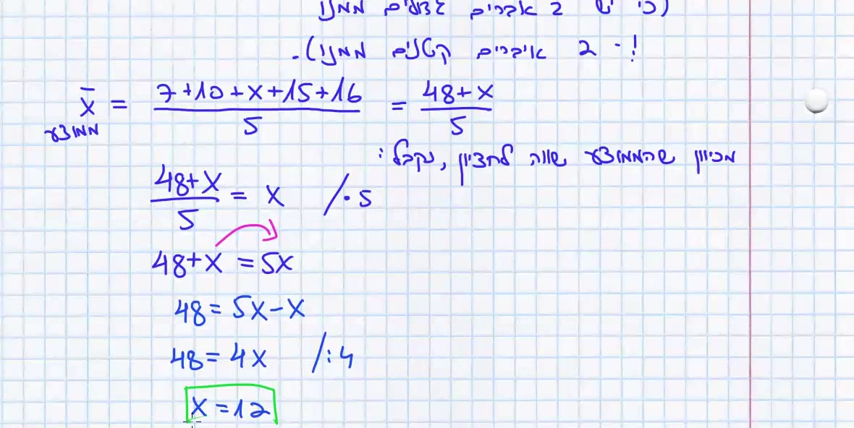 (כי יש 2 איברים גדולים ממנו
ו- 2 איברים קטנים ממנו).
x̄ = (7+10+x+15+16)/5 = (48+x)/5
ממוצע
מכיוון שהממוצע שווה לחציון, נקבל:
(48+x)/5 = x /·5
48+x = 5x
48 = 5x-x
48 = 4x /:4
x = 12